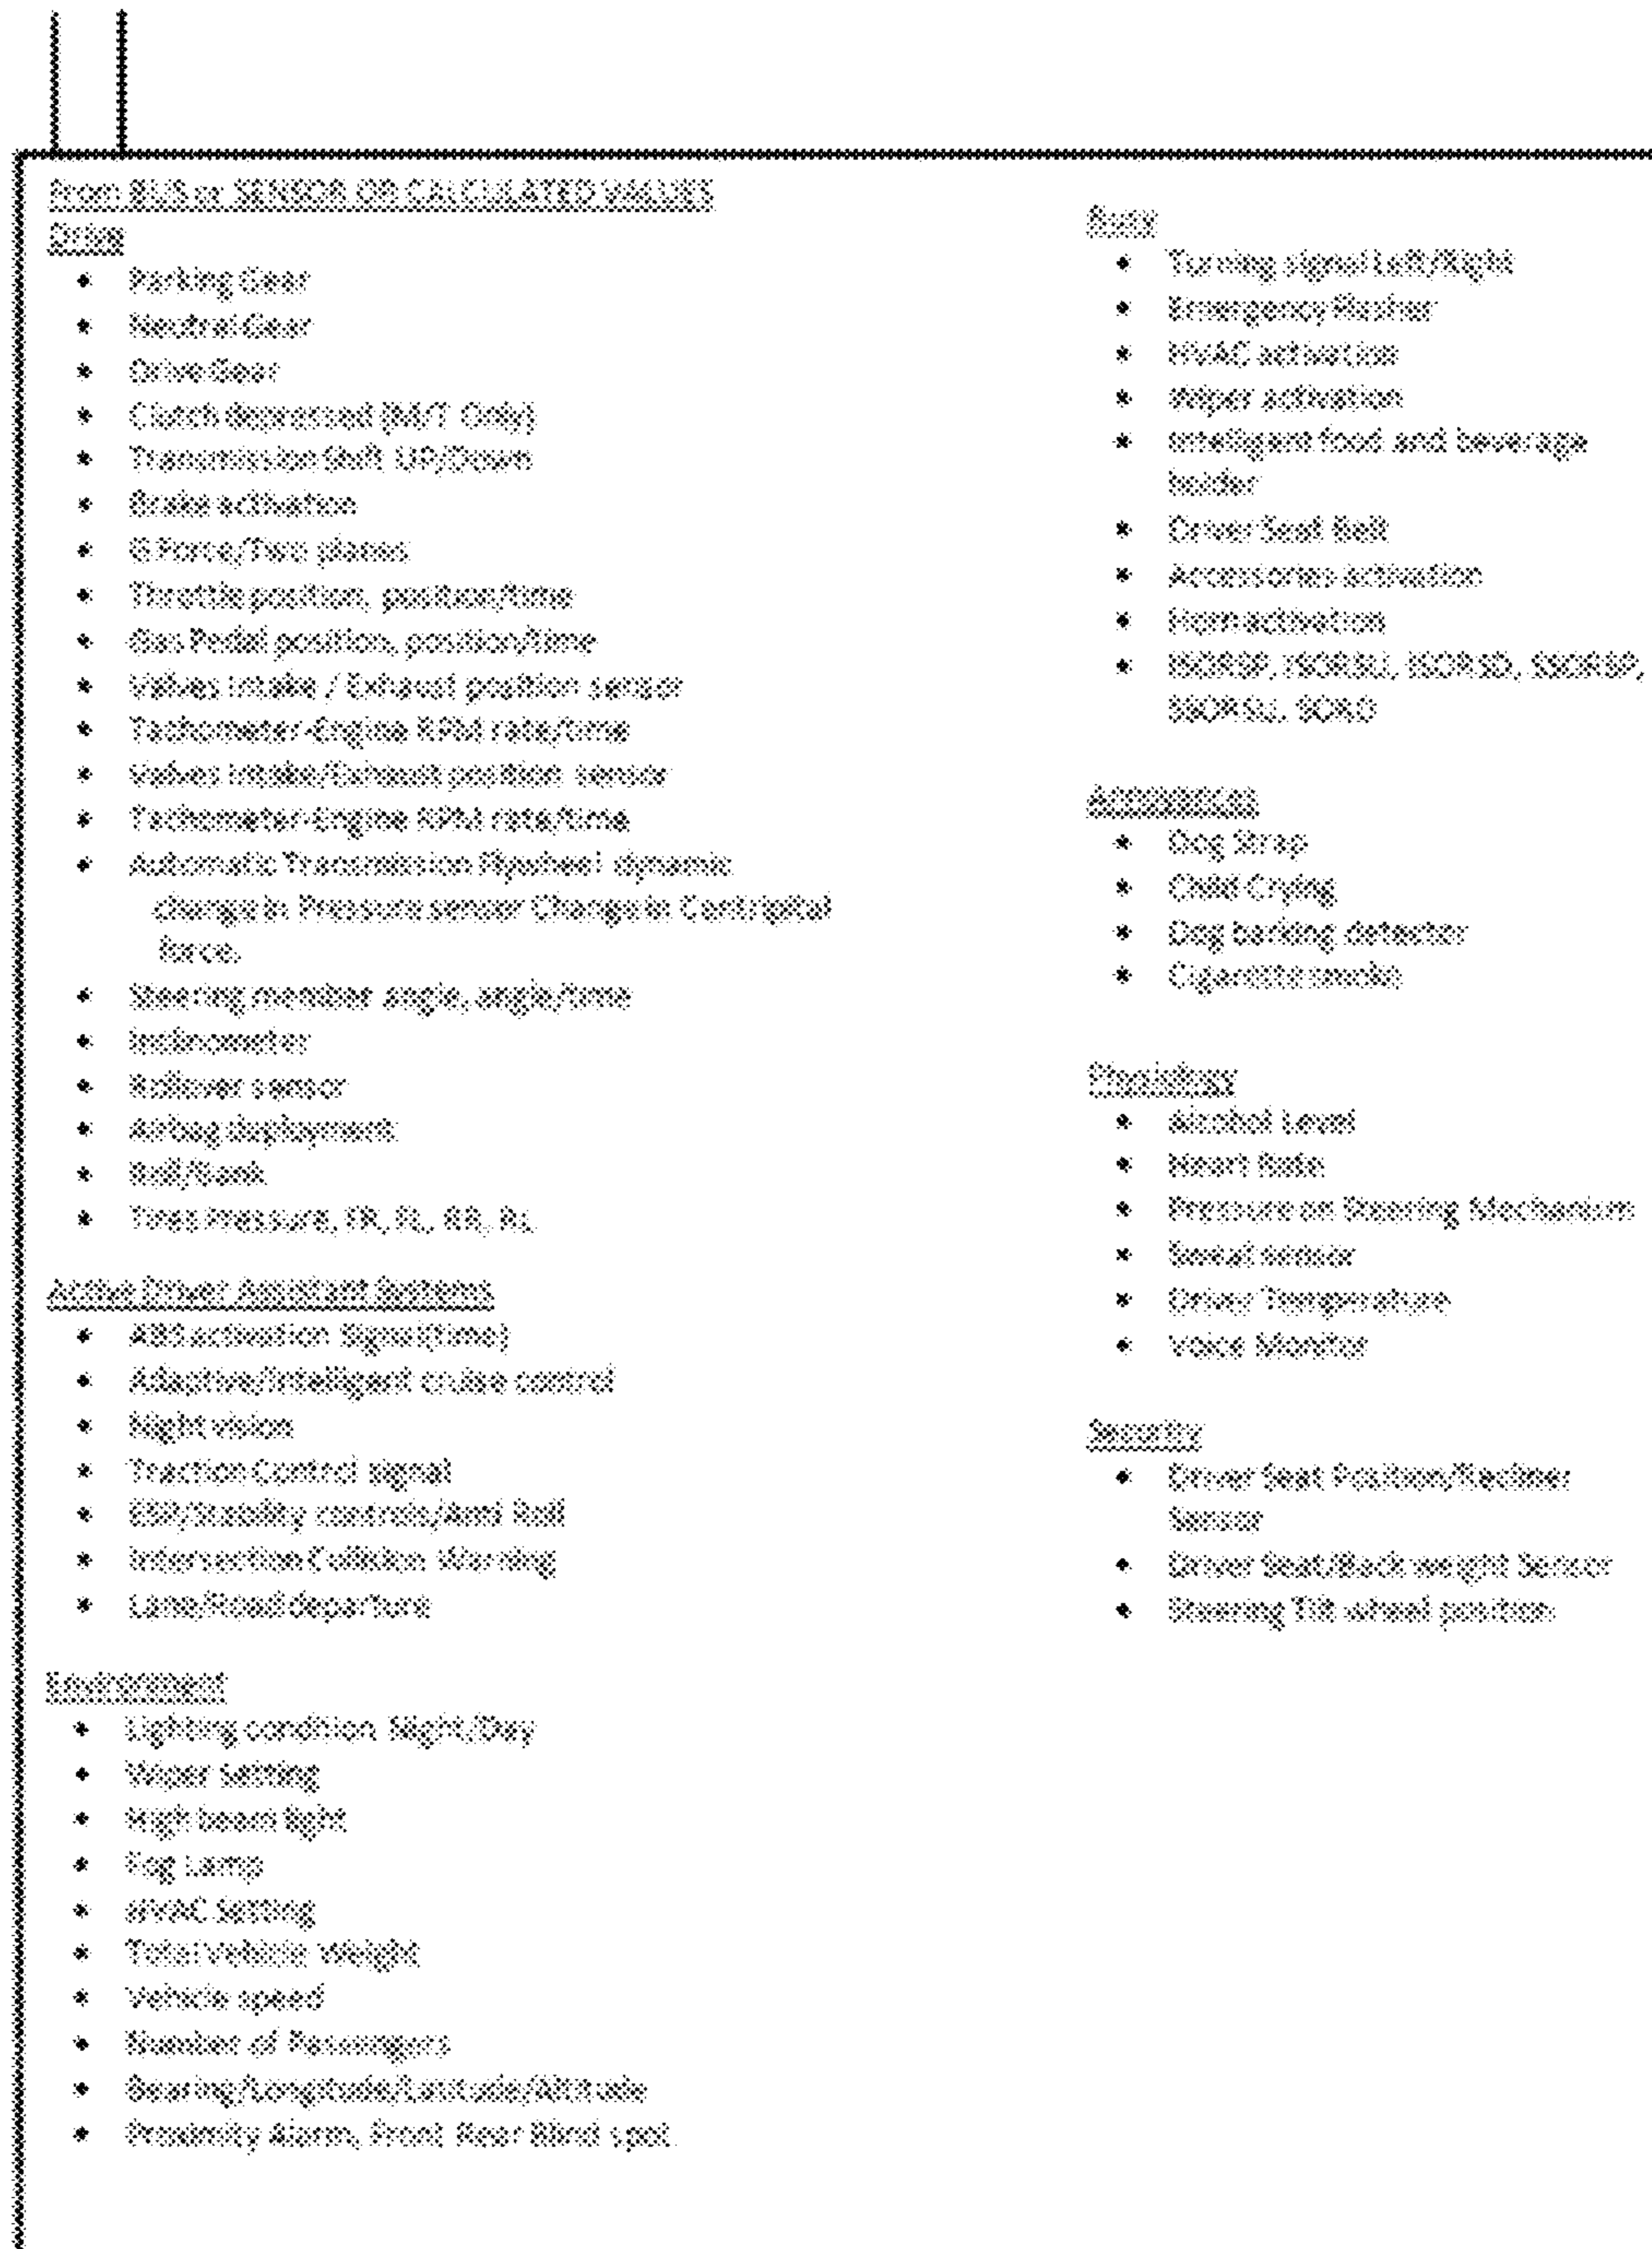 From BUS or SENSOR OR CALCULATED VALUES
Drive
• Parking Gear
• Neutral Gear
• Drive Gear
• Clutch depressed (M/T Only)
• Transmission Shift UP/Down
• Brake activation
• G Force/Two planes
• Throttle position, position/time
• Gas Pedal position, position/time
• Valves Intake / Exhaust position sensor
• Tachometer-Engine RPM rate/time
• Valves Intake/Exhaust position sensor
• Tachometer-Engine RPM rate/time
• Automatic Transmission Flywheel dynamic
change in Pressure sensor Change in Centripital
force.
• Steering member angle, angle/time
• Inclinometer
• Rollover sensor
• Airbag deployment
• Roll/Bank
• Tires Pressure, FR, FL, RR, RL
Active Driver Assistant Systems
• ABS activation Signal(time)
• Adaptive/Intelligent cruise control
• Night vision
• Traction Control signal
• ESP/Stability controls/Anti Roll
• Intersection Collision Warning
• Lane/Road departure
Environment
• Lighting condition Night/Day
• Wiper Setting
• High beam light
• Fog Lamp
• HVAC Setting
• Total vehicle Weight
• Vehicle speed
• Number of Passengers
• Bearing/Longitude/Latitude/Altitude
• Proximity Alarm, Front Rear Blind spot
Busy
• Turning signal Left/Right
• Emergency Flasher
• HVAC activation
• Wiper activation
• Intelligent food and beverage
holder
• Driver Seat Belt
• Accessories activation
• Horn activation
• ISORSP, ISORSLI, ISORSD, SSORSP,
SSORSLI, SORD
Accessories
• Dog Strap
• Child Crying
• Dog barking detector
• Cigarette smoke
Physiology
• Alcohol Level
• Heart Rate
• Pressure on Steering Mechanism
• Sweat sensor
• Driver Temperature
• Voice Monitor
Security
• Driver Seat Position/Recliner
Sensor
• Driver Seat/Back weight Sensor
• Steering Tilt wheel position